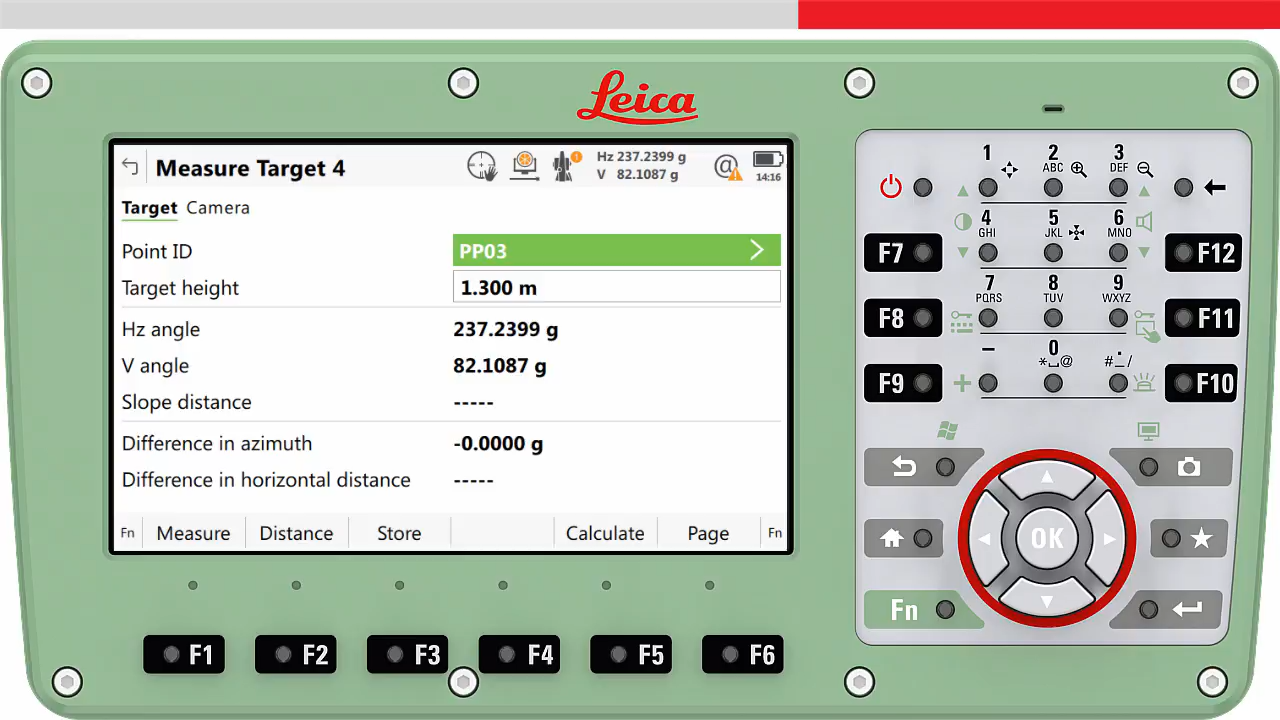 Leica
Measure Target 4
Hz 237.2399 g
V 82.1087 g
@
14:16
Target Camera
Point ID PP03
Target height 1.300 m
Hz angle 237.2399 g
V angle 82.1087 g
Slope distance -----
Difference in azimuth -0.0000 g
Difference in horizontal distance -----
Fn Measure Distance Store Calculate Page Fn
F1 F2 F3 F4 F5 F6
1 2 3
ABC DEF
4 5 6
GHI JKL MNO
F7 F12
7 8 9
PQRS TUV WXYZ
F8 F11
– 0 .
*⎵@ #_/
F9 + F10
OK
Fn